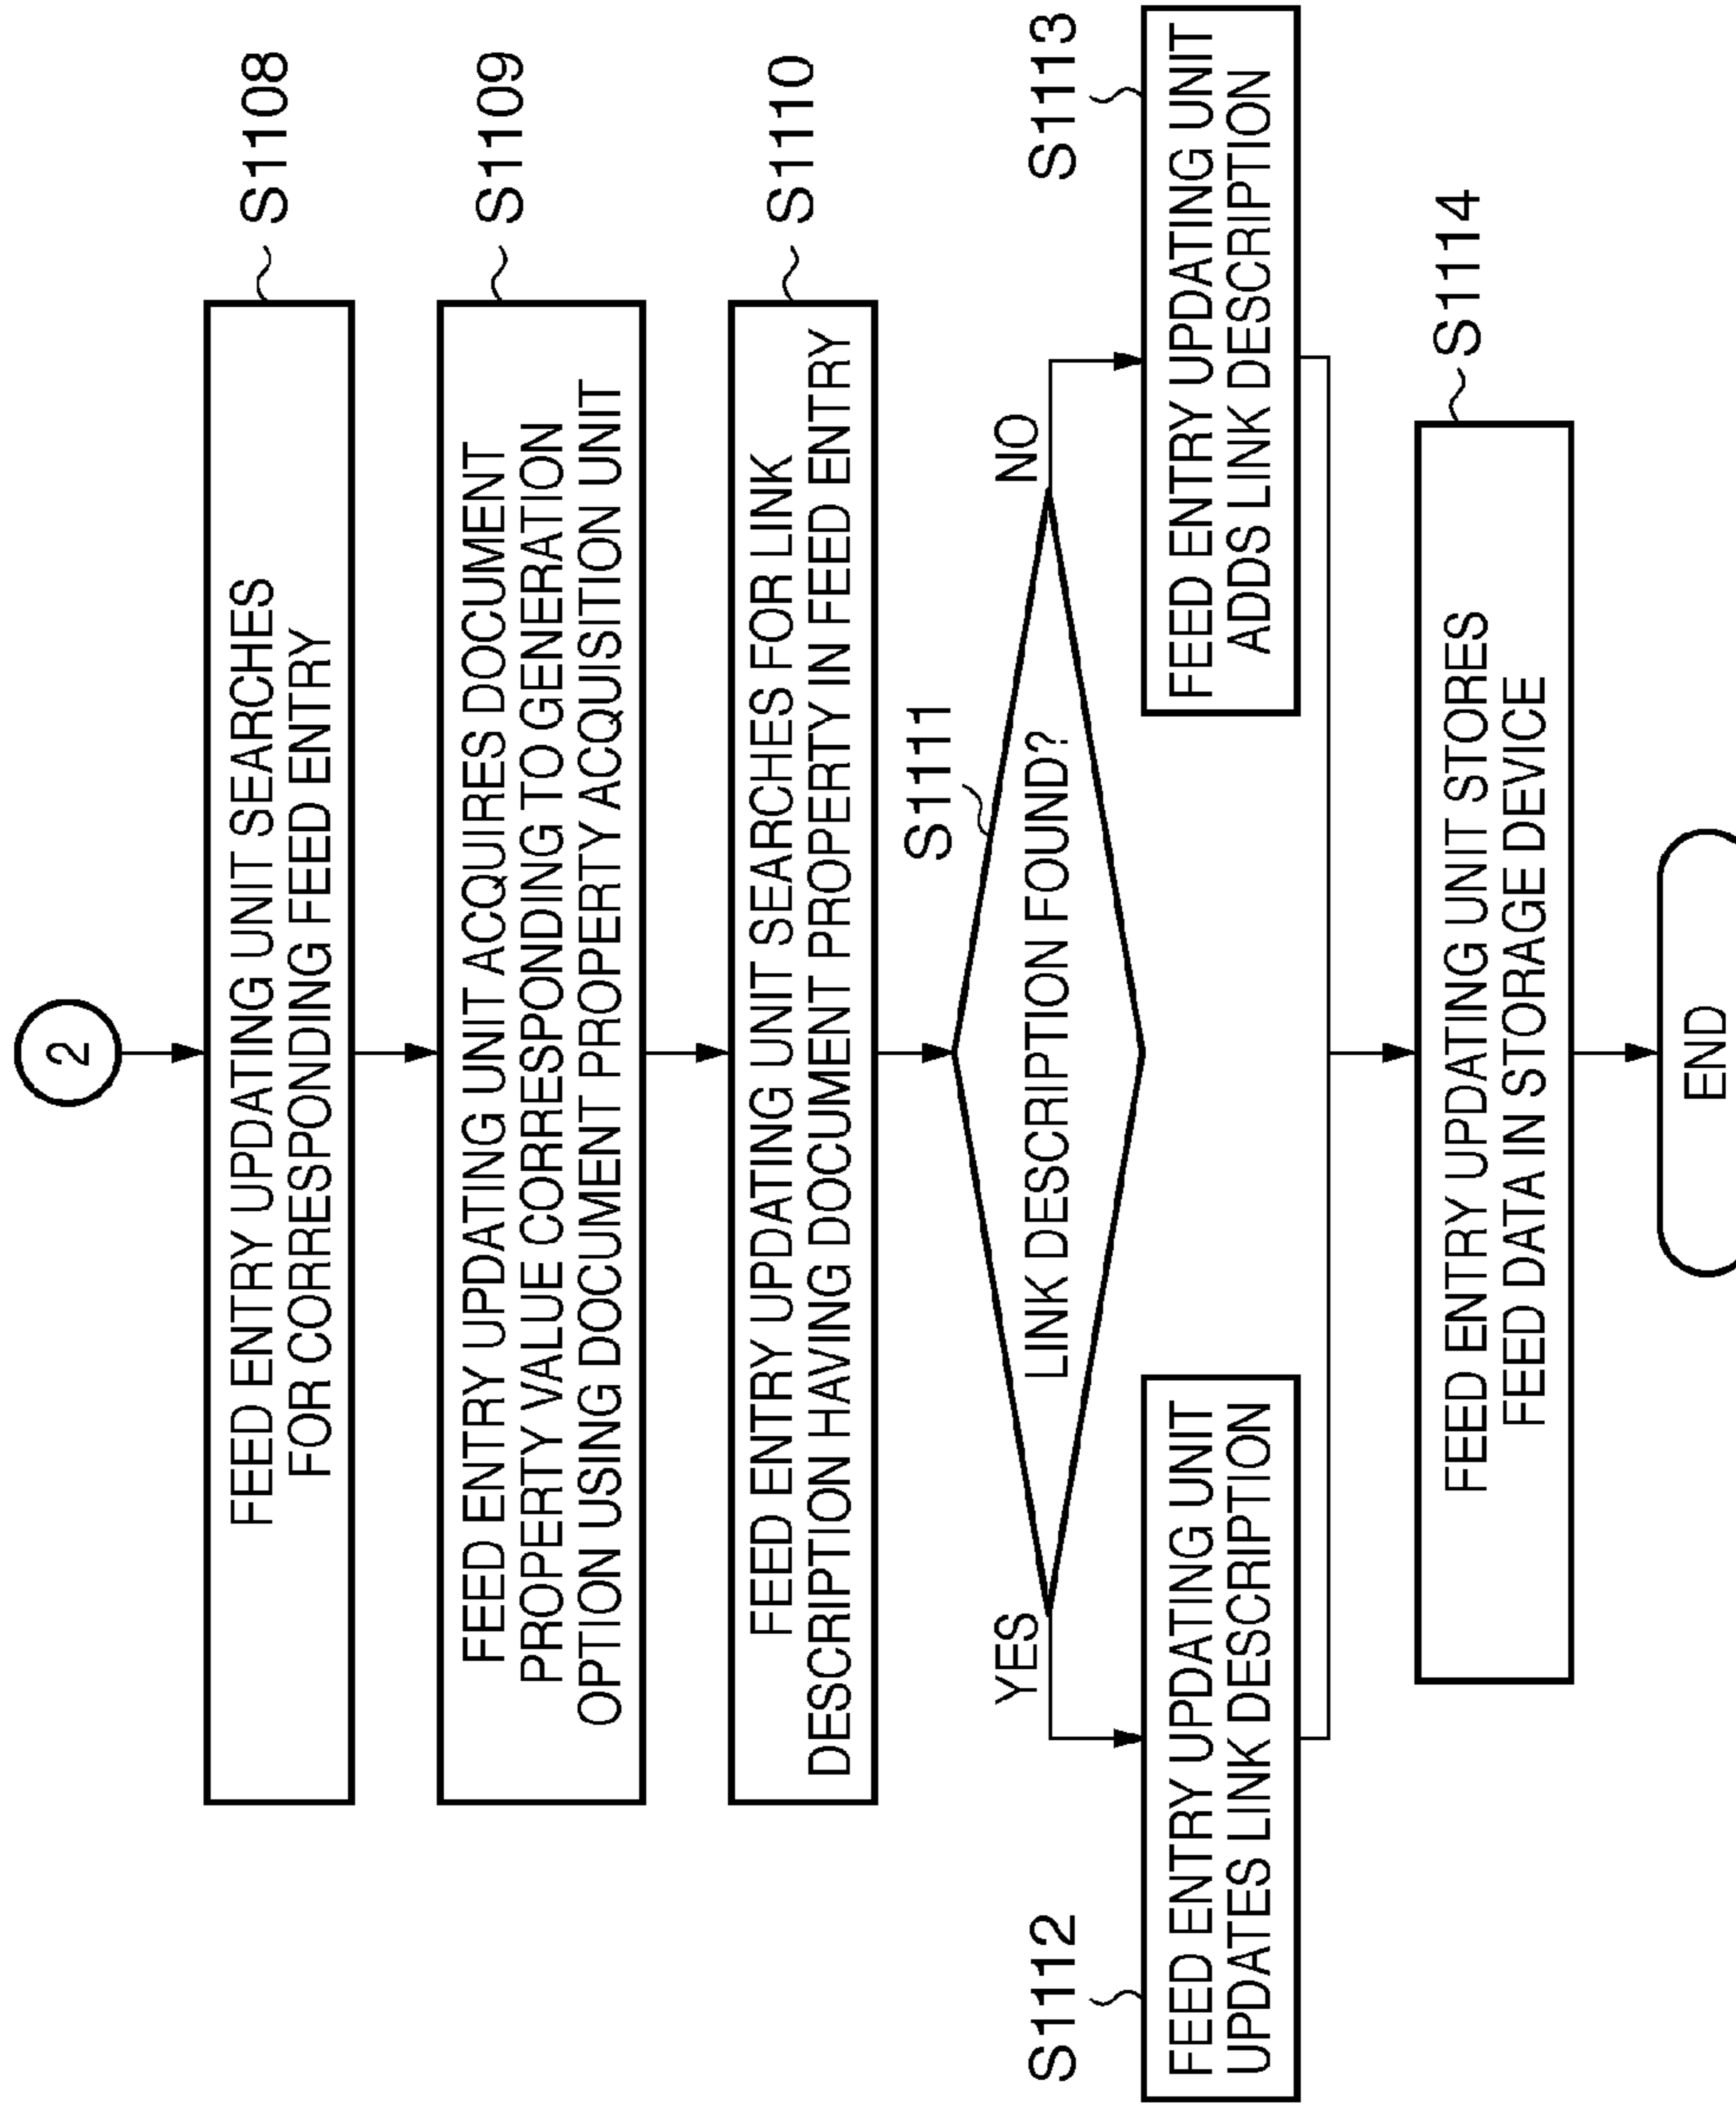 2
S1108
FEED ENTRY UPDATING UNIT SEARCHES
FOR CORRESPONDING FEED ENTRY
S1109
FEED ENTRY UPDATING UNIT ACQUIRES DOCUMENT
PROPERTY VALUE CORRESPONDING TO GENERATION
OPTION USING DOCUMENT PROPERTY ACQUISITION UNIT
S1110
FEED ENTRY UPDATING UNIT SEARCHES FOR LINK
DESCRIPTION HAVING DOCUMENT PROPERTY IN FEED ENTRY
S1111
LINK DESCRIPTION FOUND?
YES
NO
S1112
FEED ENTRY UPDATING UNIT
UPDATES LINK DESCRIPTION
S1113
FEED ENTRY UPDATING UNIT
ADDS LINK DESCRIPTION
S1114
FEED ENTRY UPDATING UNIT STORES
FEED DATA IN STORAGE DEVICE
END